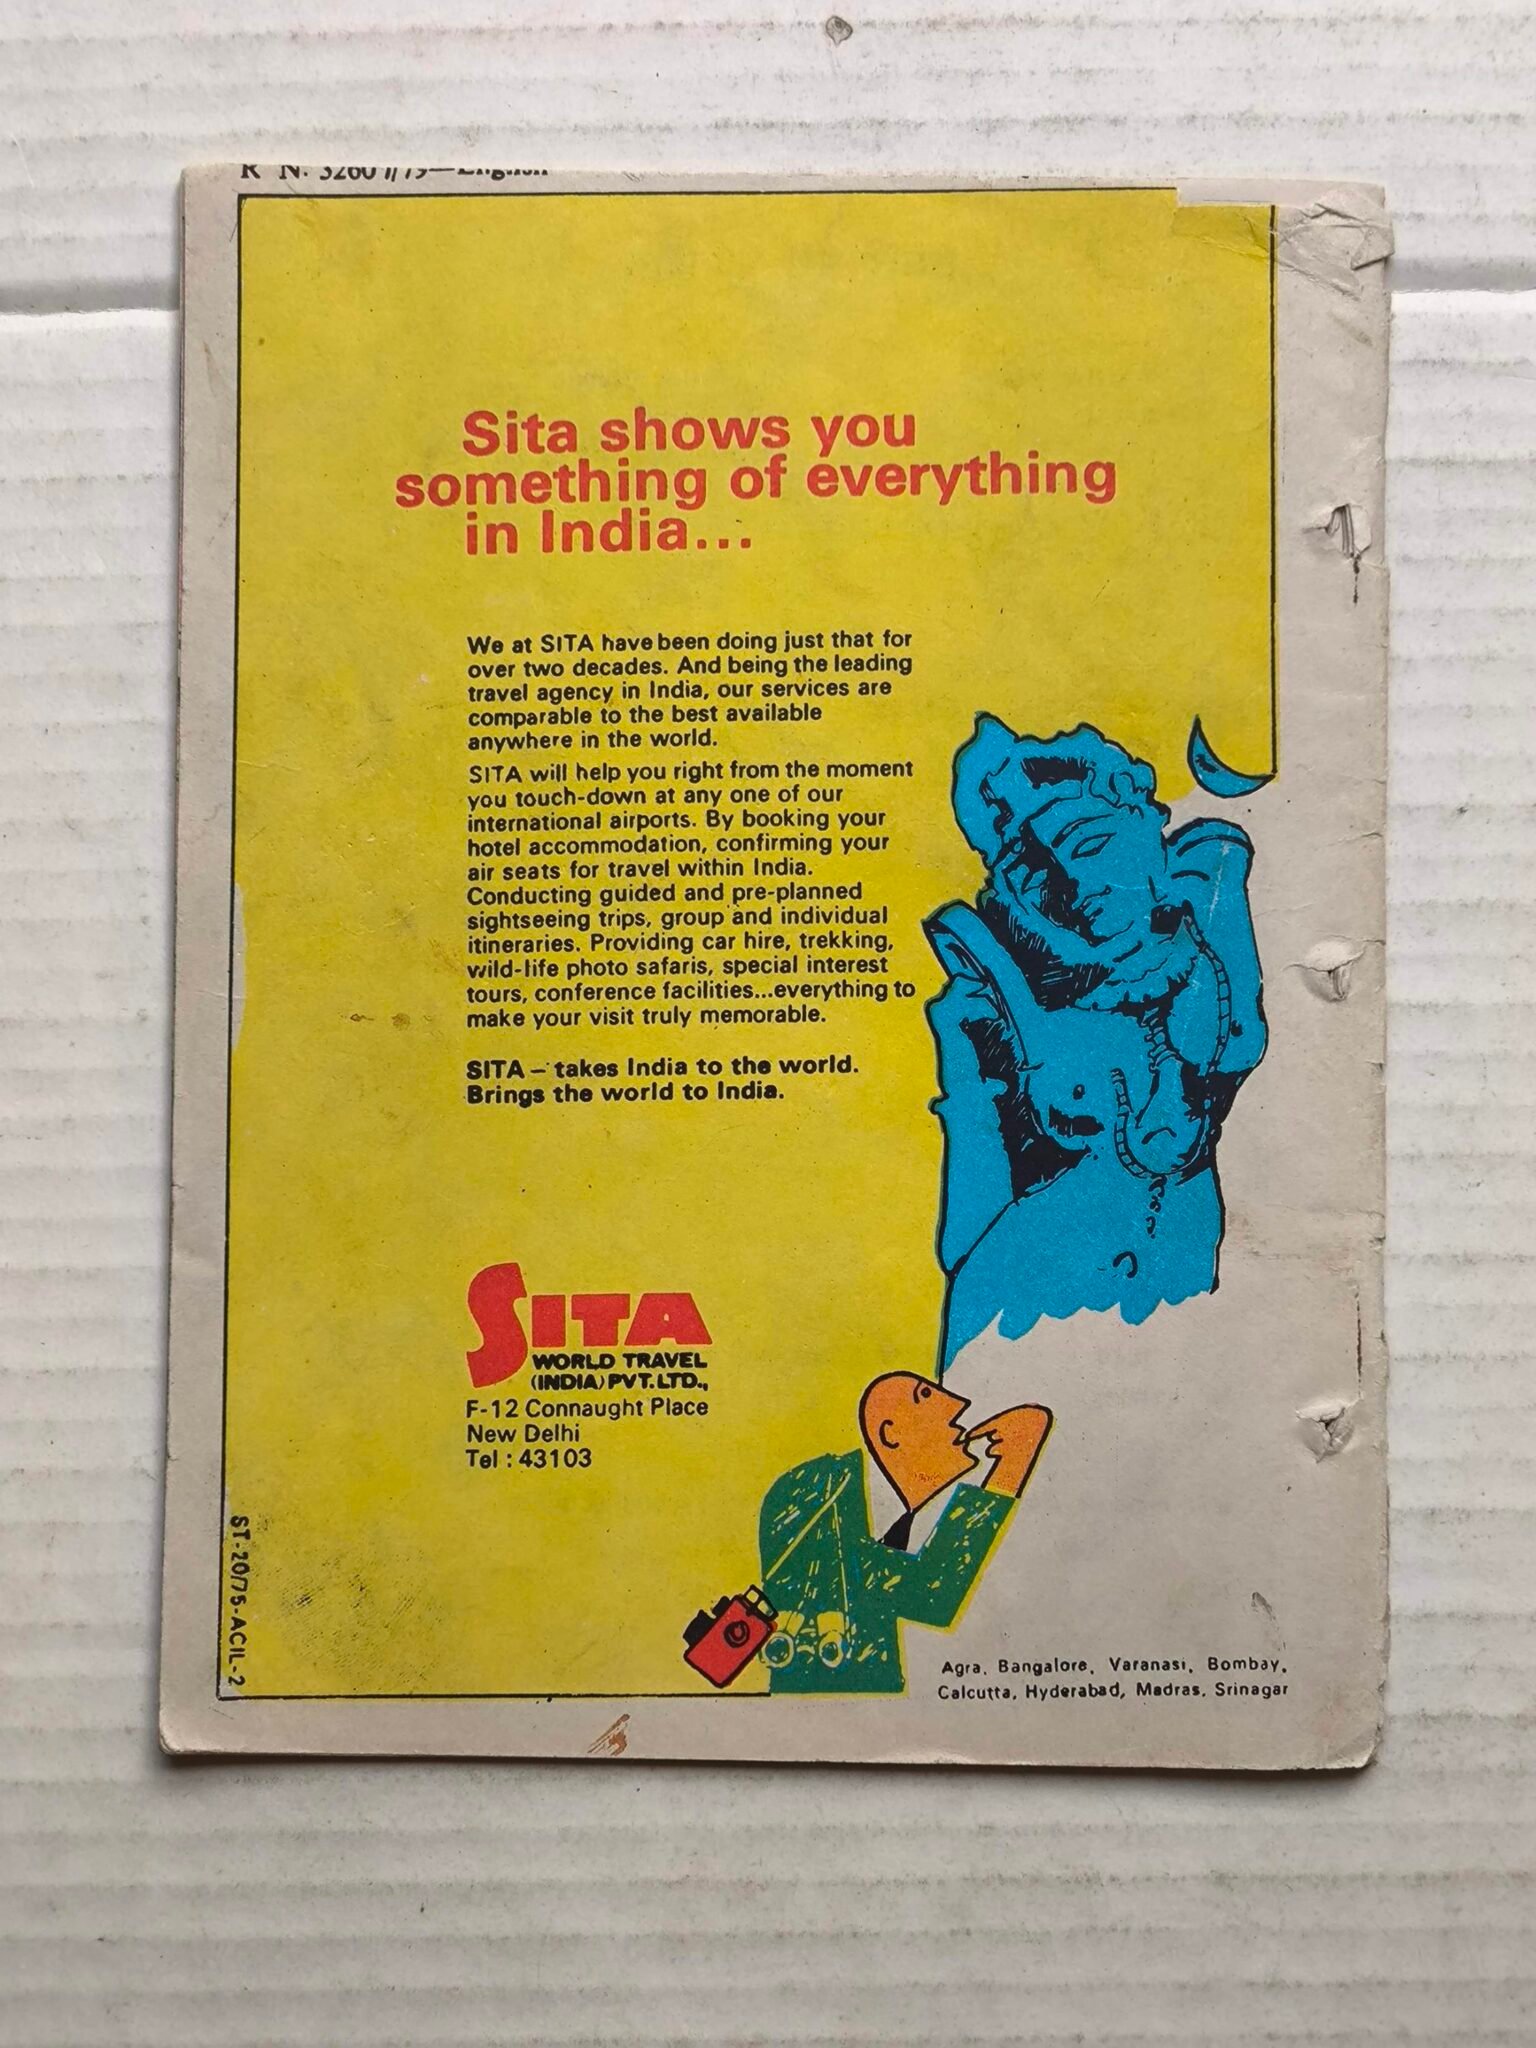 Sita shows you
something of everything
in India...
We at SITA have been doing just that for
over two decades. And being the leading
travel agency in India, our services are
comparable to the best available
anywhere in the world.
SITA will help you right from the moment
you touch-down at any one of our
international airports. By booking your
hotel accommodation, confirming your
air seats for travel within India.
Conducting guided and pre-planned
sightseeing trips, group and individual
itineraries. Providing car hire, trekking,
wild-life photo safaris, special interest
tours, conference facilities...everything to
make your visit truly memorable.
SITA – takes India to the world.
Brings the world to India.
SITA
WORLD TRAVEL
(INDIA) PVT.LTD.,
F-12 Connaught Place
New Delhi
Tel : 43103
ST-20/75-ACIL-2
Agra, Bangalore, Varanasi, Bombay,
Calcutta, Hyderabad, Madras, Srinagar